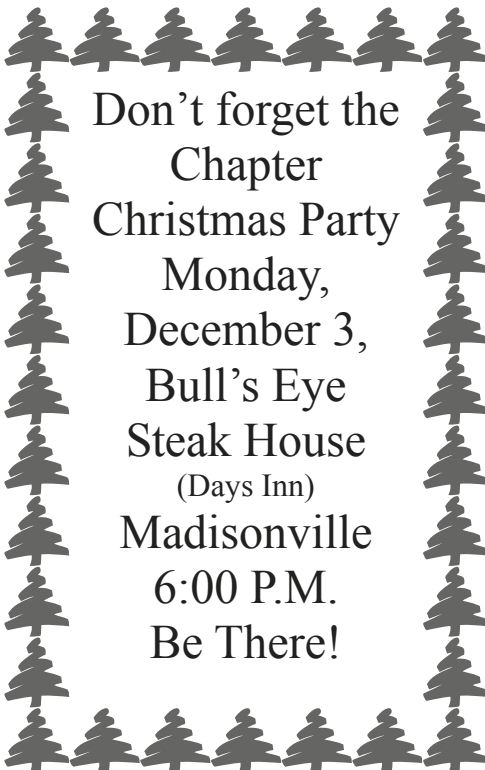 Don’t forget the
Chapter
Christmas Party
Monday,
December 3,
Bull’s Eye
Steak House
(Days Inn)
Madisonville
6:00 P.M.
Be There!